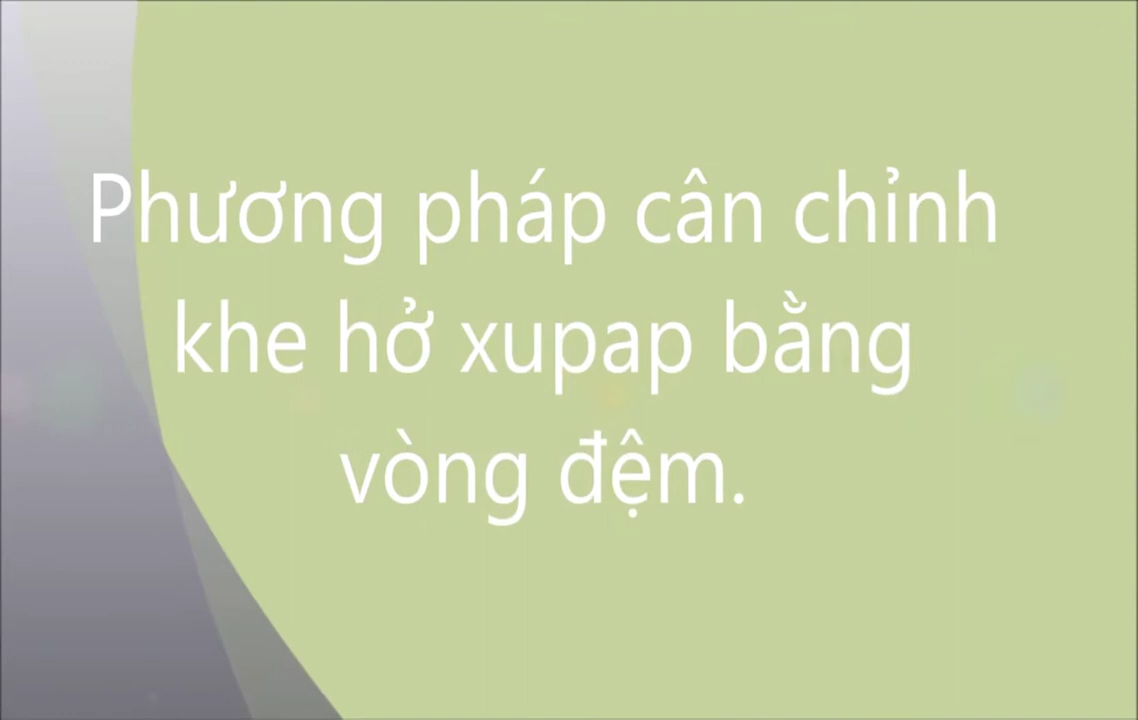 Phương pháp cân chỉnh
khe hở xupap bằng
vòng đệm.